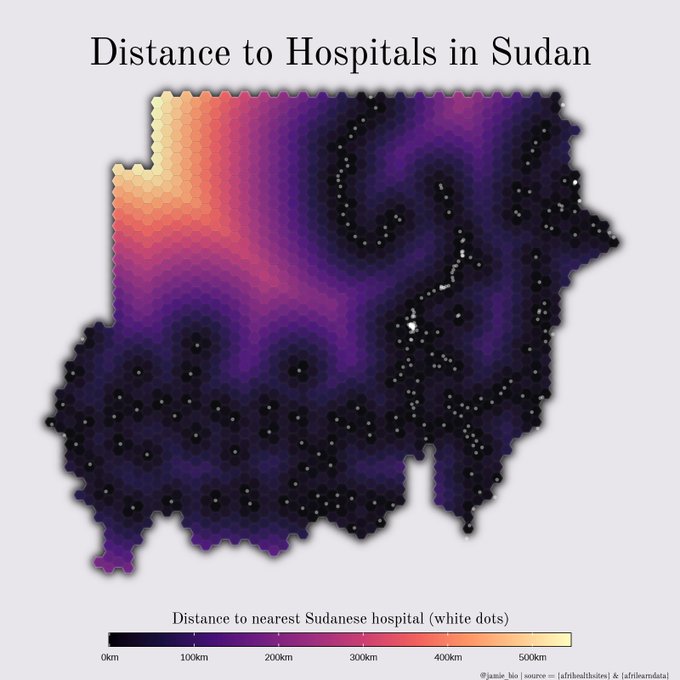 Distance to Hospitals in Sudan
Distance to nearest Sudanese hospital (white dots)
0km 100km 200km 300km 400km 500km
@jamie_bio | source = {afrihealthsites} & {afrilearndata}